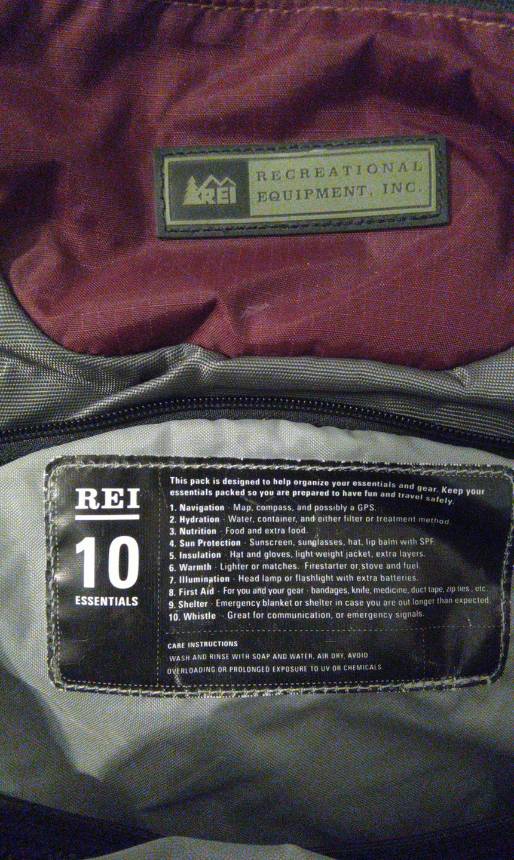 REI
RECREATIONAL
EQUIPMENT, INC.
REI
10
ESSENTIALS
This pack is designed to help organize your essentials and gear. Keep your
essentials packed so you are prepared to have fun and travel safely.
1. Navigation - Map, compass, and possibly a GPS.
2. Hydration - Water, container, and either filter or treatment method.
3. Nutrition - Food and extra food.
4. Sun Protection - Sunscreen, sunglasses, hat, lip balm with SPF.
5. Insulation - Hat and gloves, light weight jacket, extra layers.
6. Warmth - Lighter or matches. Firestarter or stove and fuel.
7. Illumination - Head lamp or flashlight with extra batteries.
8. First Aid - For you and your gear - bandages, knife, medicine, duct tape, zip ties, etc.
9. Shelter - Emergency blanket or shelter in case you are out longer than expected.
10. Whistle - Great for communication, or emergency signals.
CARE INSTRUCTIONS
WASH AND RINSE WITH SOAP AND WATER, AIR DRY, AVOID
OVERLOADING OR PROLONGED EXPOSURE TO UV OR CHEMICALS